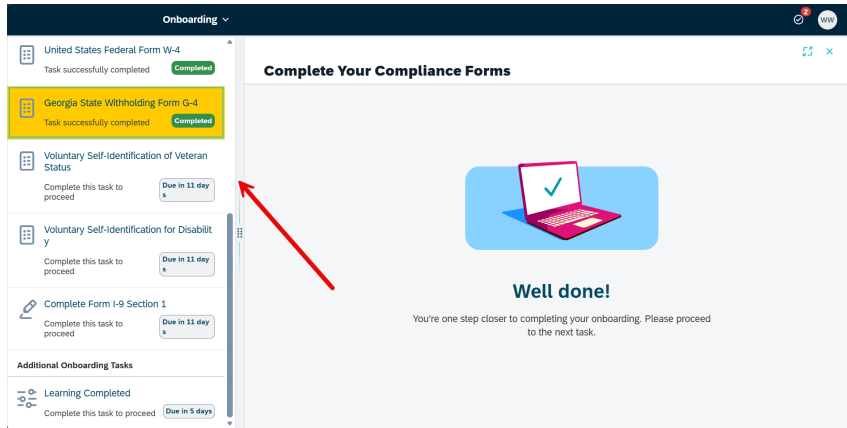 Onboarding
2
WW
United States Federal Form W-4
Task successfully completed
Completed
Georgia State Withholding Form G-4
Task successfully completed
Completed
Voluntary Self-Identification of Veteran
Status
Complete this task to
proceed
Due in 11 day
s
Voluntary Self-Identification for Disabilit
y
Complete this task to
proceed
Due in 11 day
s
Complete Form I-9 Section 1
Complete this task to
proceed
Due in 11 day
s
Additional Onboarding Tasks
Learning Completed
Complete this task to proceed
Due in 5 days
Complete Your Compliance Forms
Well done!
You're one step closer to completing your onboarding. Please proceed
to the next task.